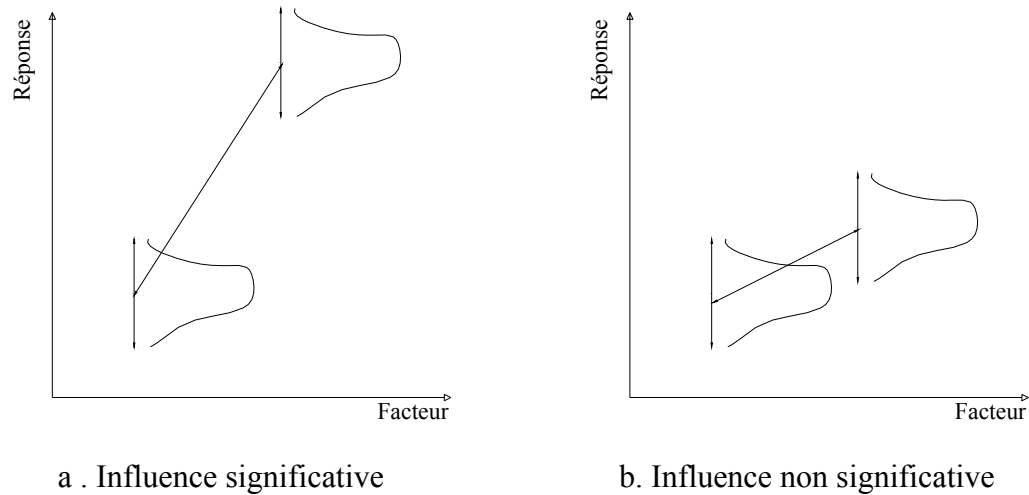 Réponse
Facteur
a . Influence significative
Réponse
Facteur
b. Influence non significative